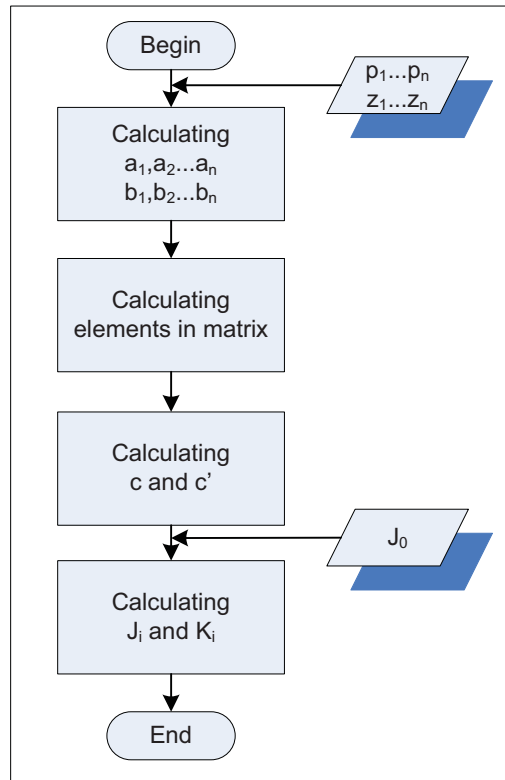 Begin
p₁...pₙ
z₁...zₙ
Calculating
a₁,a₂...aₙ
b₁,b₂...bₙ
Calculating
elements in matrix
Calculating
c and c’
J₀
Calculating
Jᵢ and Kᵢ
End